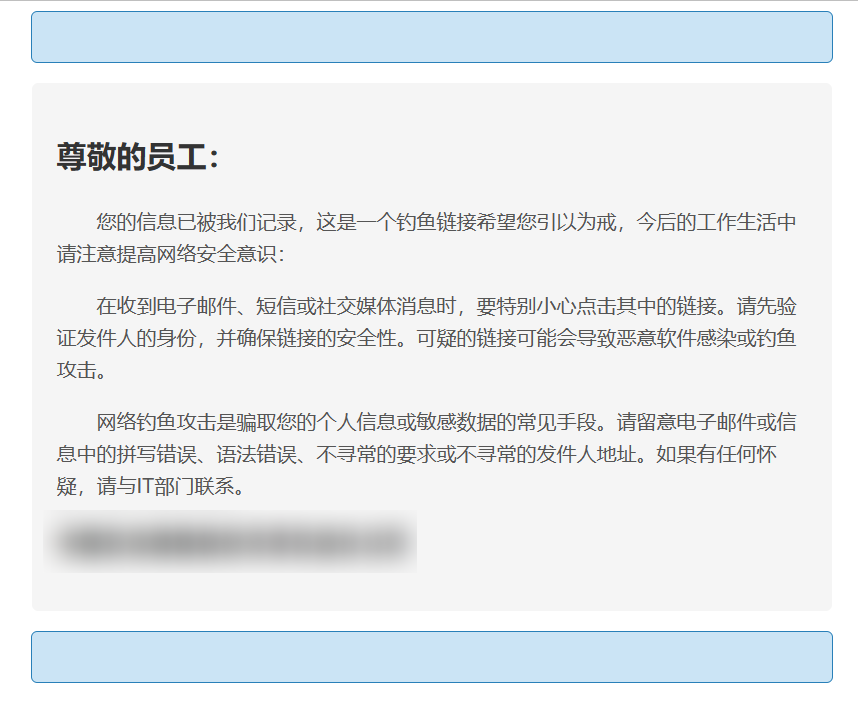 尊敬的员工：
您的信息已被我们记录，这是一个钓鱼链接希望您引以为戒，今后的工作生活中
请注意提高网络安全意识：
在收到电子邮件、短信或社交媒体消息时，要特别小心点击其中的链接。请先验
证发件人的身份，并确保链接的安全性。可疑的链接可能会导致恶意软件感染或钓鱼
攻击。
网络钓鱼攻击是骗取您的个人信息或敏感数据的常见手段。请留意电子邮件或信
息中的拼写错误、语法错误、不寻常的要求或不寻常的发件人地址。如果有任何怀
疑，请与IT部门联系。